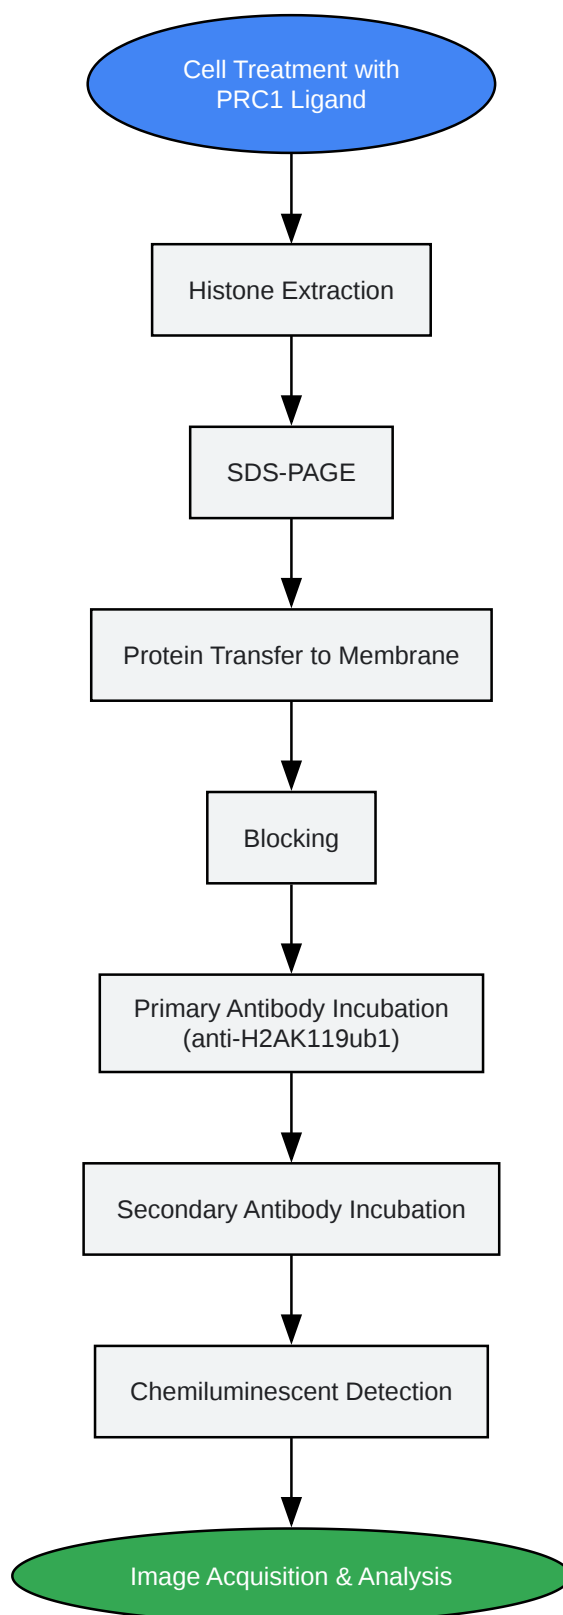 Cell Treatment with
PRC1 Ligand
Histone Extraction
SDS-PAGE
Protein Transfer to Membrane
Blocking
Primary Antibody Incubation
(anti-H2AK119ub1)
Secondary Antibody Incubation
Chemiluminescent Detection
Image Acquisition & Analysis